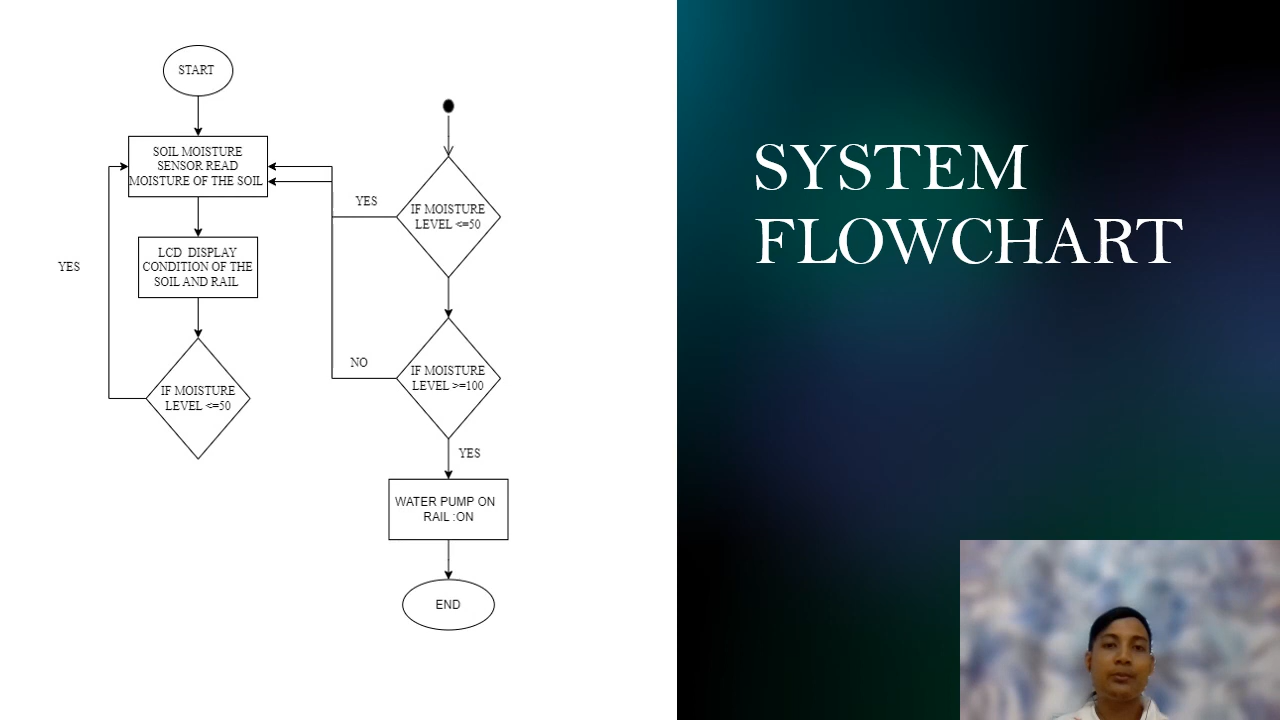 START
SOIL MOISTURE
SENSOR READ
MOISTURE OF THE SOIL
LCD DISPLAY
CONDITION OF THE
SOIL AND RAIL
YES
IF MOISTURE
LEVEL <=50
YES
IF MOISTURE
LEVEL <=50
NO
IF MOISTURE
LEVEL >=100
YES
WATER PUMP ON
RAIL :ON
END
SYSTEM
FLOWCHART